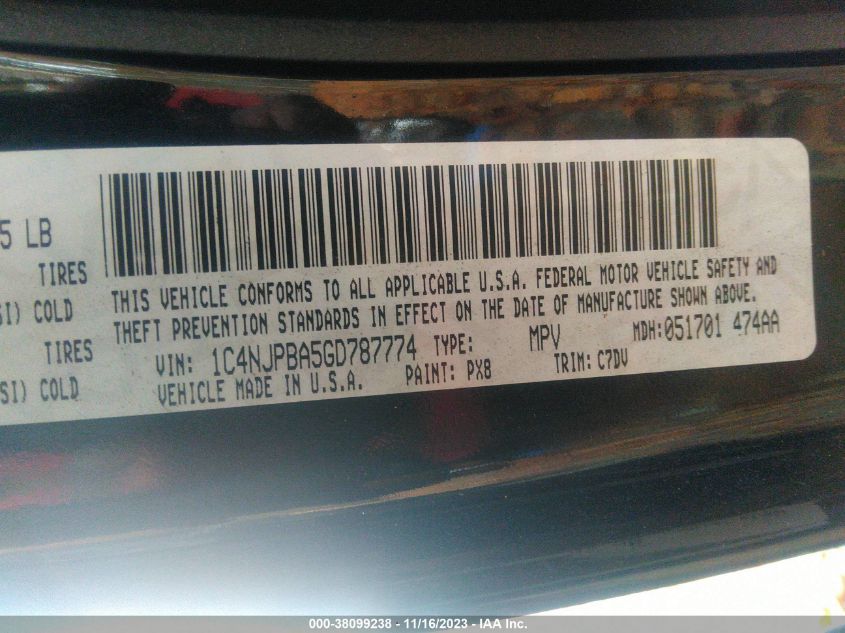 5 LB
TIRES
SI) COLD
TIRES
SI) COLD
THIS VEHICLE CONFORMS TO ALL APPLICABLE U.S.A. FEDERAL MOTOR VEHICLE SAFETY AND
THEFT PREVENTION STANDARDS IN EFFECT ON THE DATE OF MANUFACTURE SHOWN ABOVE.
VIN: 1C4NJPBA5GD787774 TYPE: MPV MDH:051701 474AA
VEHICLE MADE IN U.S.A. PAINT: PX8 TRIM: C7DV
000-38099238 - 11/16/2023 - IAA Inc.